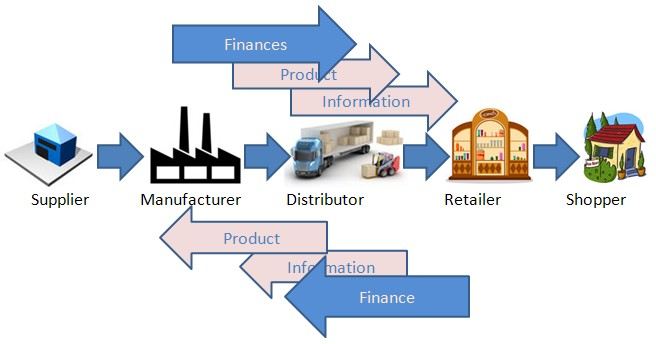 Finances
Product
Information
Supplier
Manufacturer
Distributor
Retailer
Shopper
Product
Information
Finance